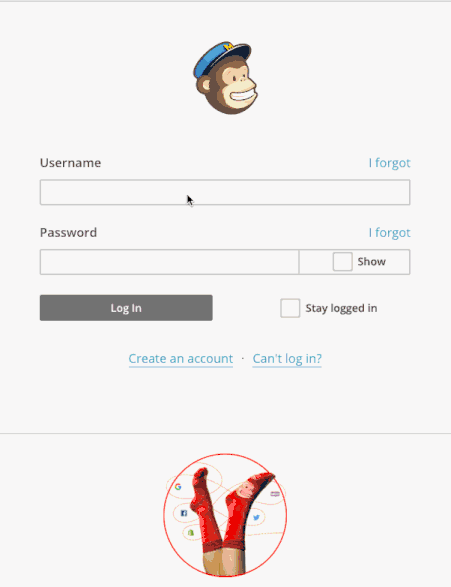 Username I forgot
Password I forgot
Show
Log In Stay logged in
Create an account · Can't log in?